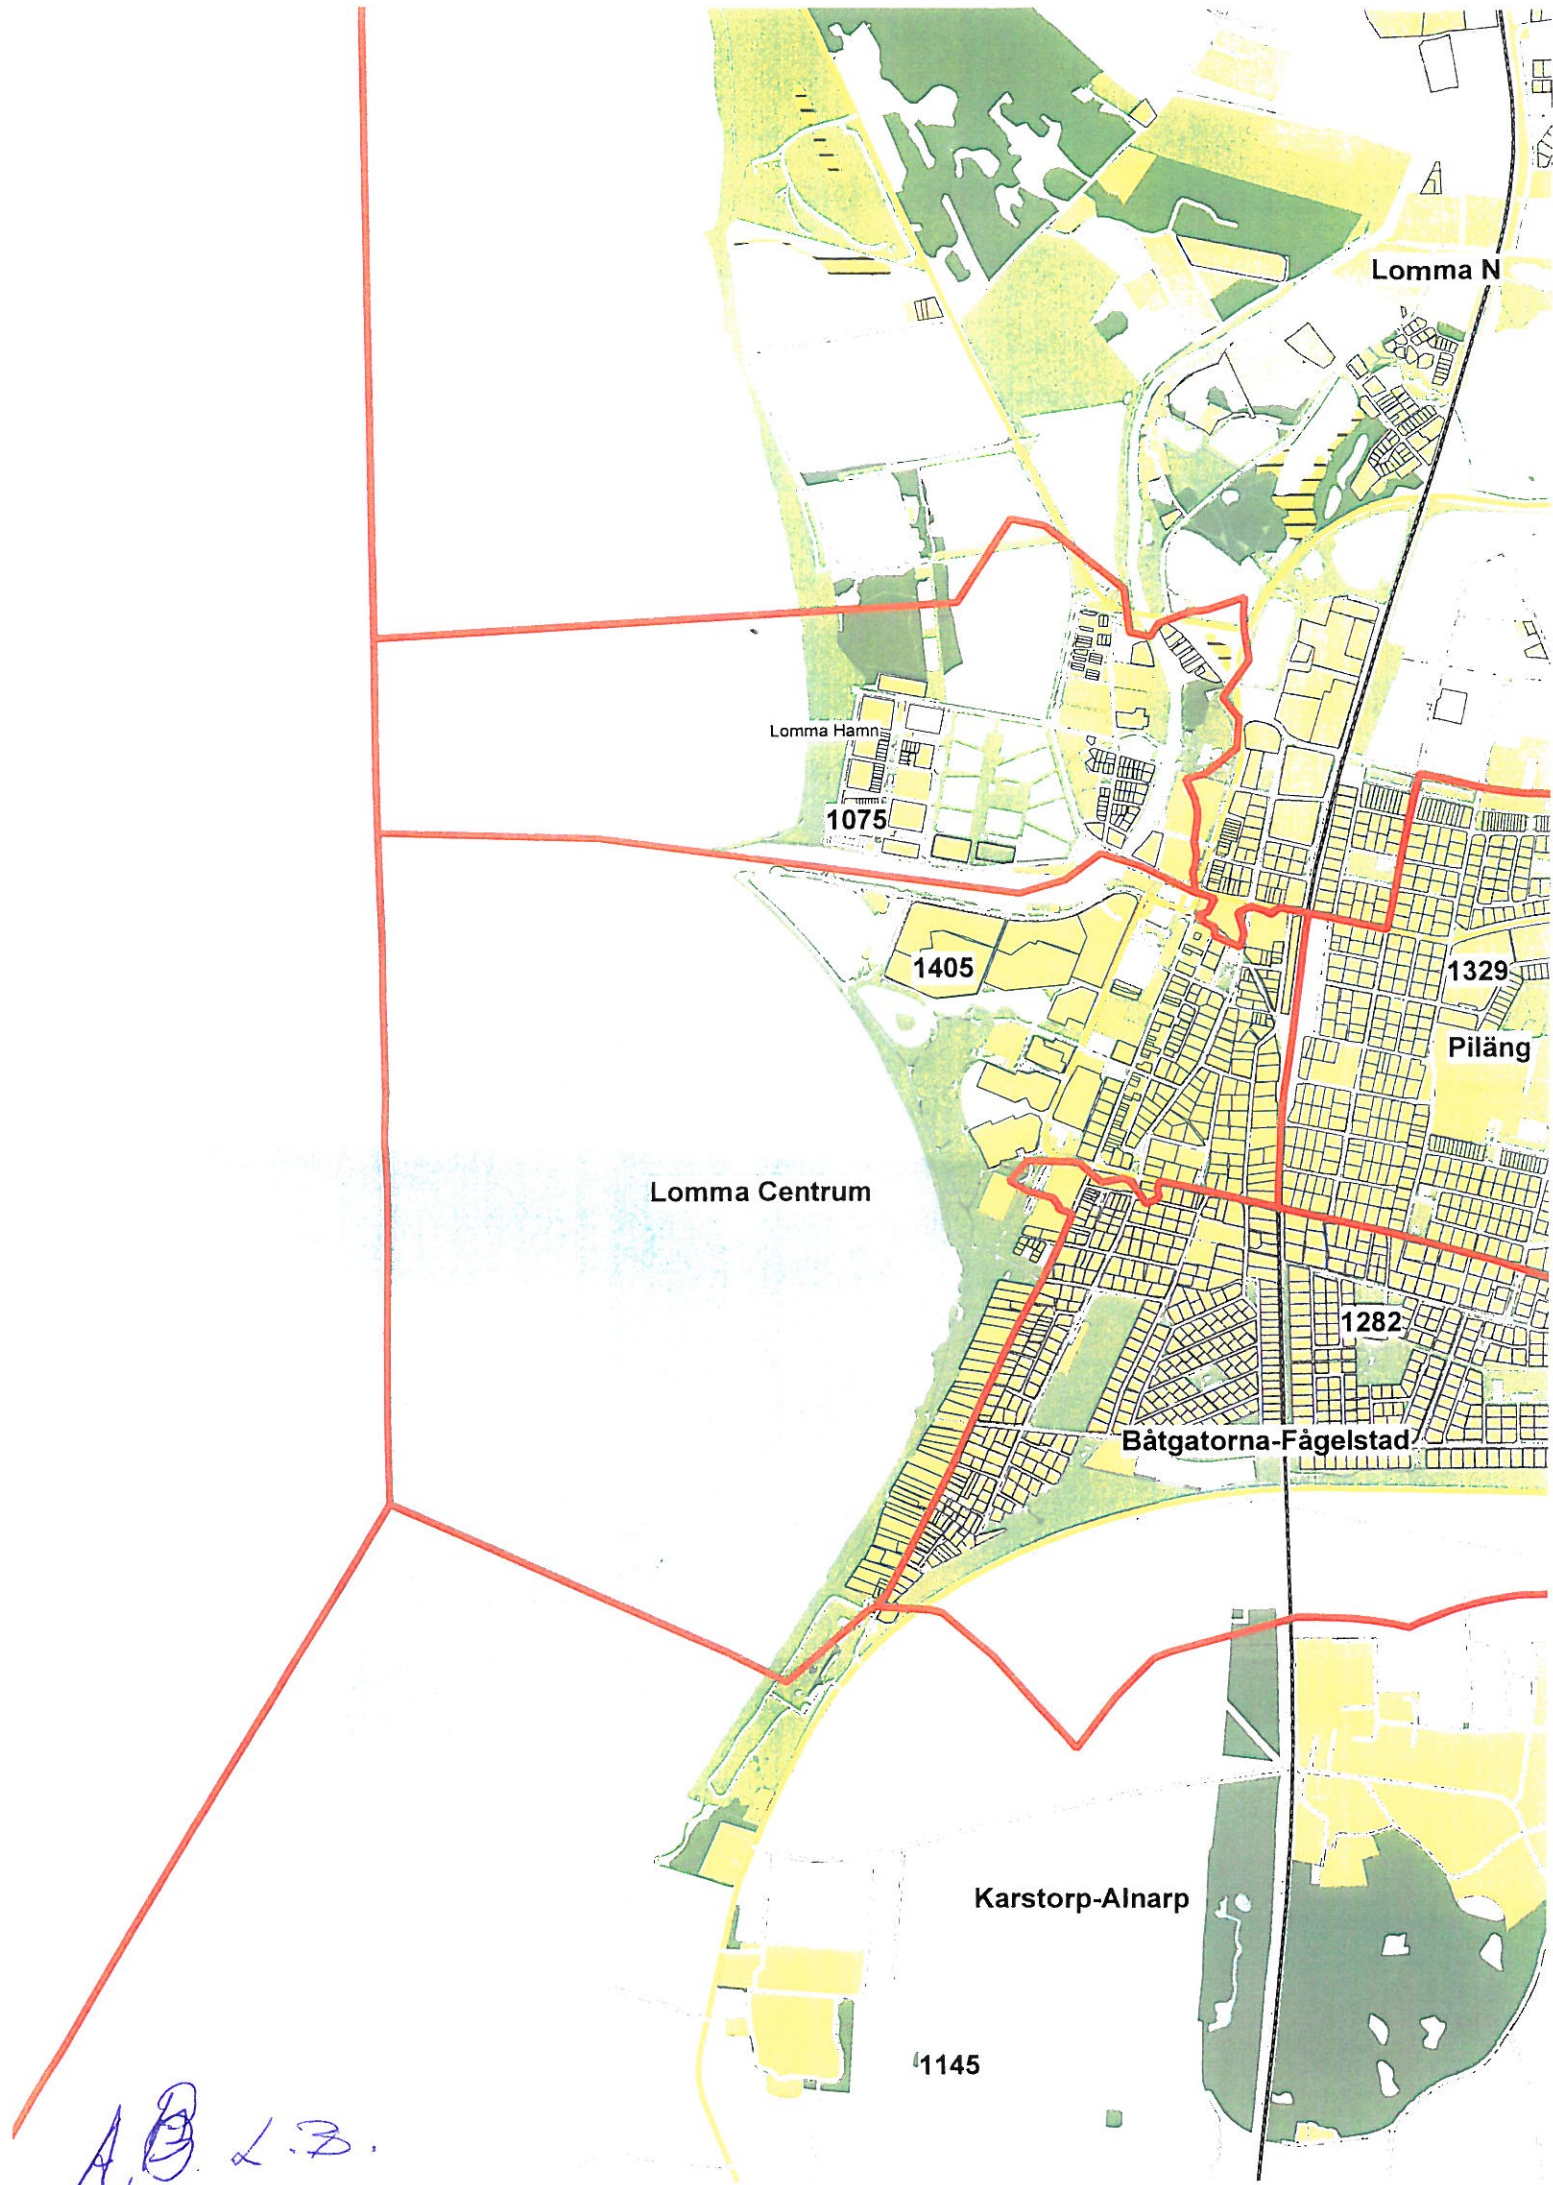 Lomma N
Lomma Hamn
1075
1405
1329
Piläng
Lomma Centrum
1282
Båtgatorna-Fågelstad
Karstorp-Alnarp
1145
A.B. L.B.